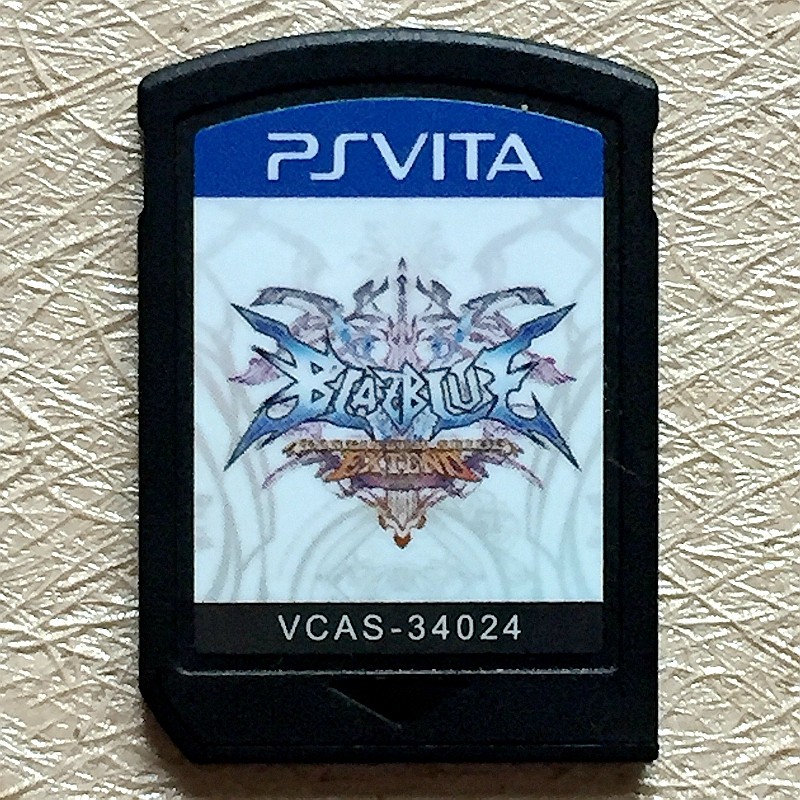 PSVITA
BLAZBLUE
EXTEND
VCAS-34024